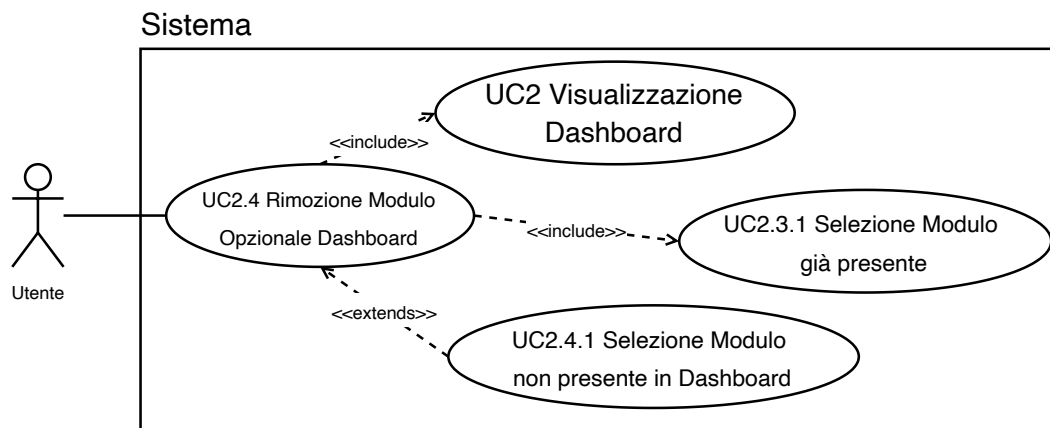 Sistema
UC2 Visualizzazione
Dashboard
<<include>>
UC2.4 Rimozione Modulo
Opzionale Dashboard
<<include>>
UC2.3.1 Selezione Modulo
già presente
Utente
<<extends>>
UC2.4.1 Selezione Modulo
non presente in Dashboard